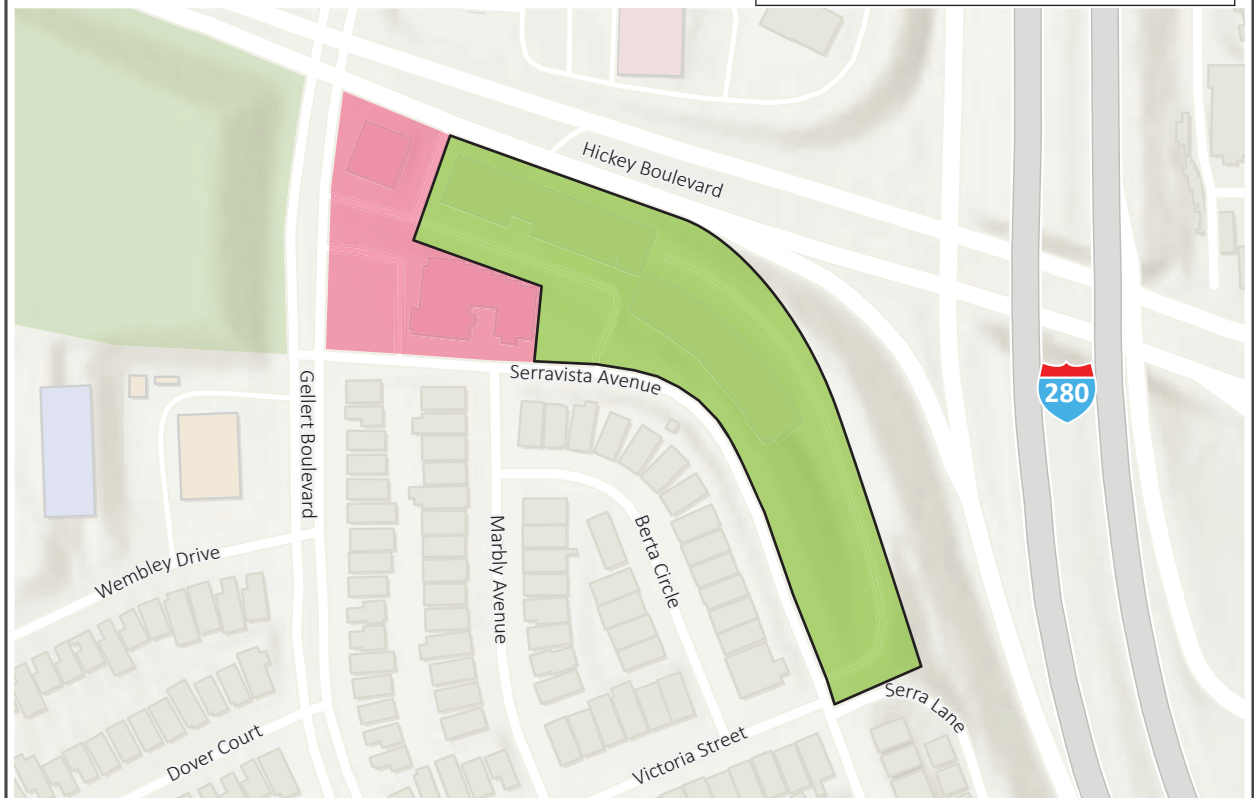 Hickey Boulevard
280
Serravista Avenue
Gellert Boulevard
Marbly Avenue
Berta Circle
Wembley Drive
Serra Lane
Victoria Street
Dover Court